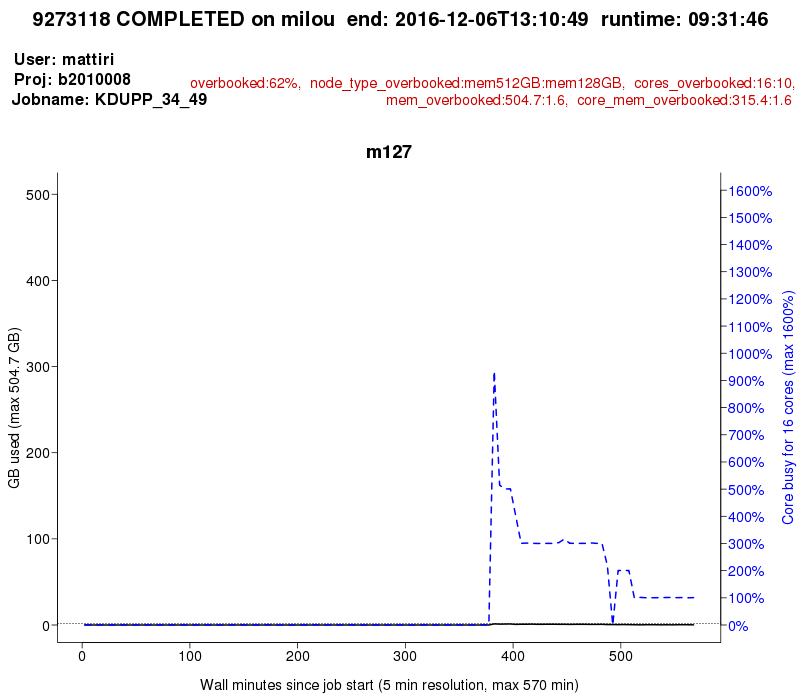 9273118 COMPLETED on milou end: 2016-12-06T13:10:49 runtime: 09:31:46
User: mattiri
Proj: b2010008
overbooked:62%, node_type_overbooked:mem512GB:mem128GB, cores_overbooked:16:10,
Jobname: KDUPP_34_49
mem_overbooked:504.7:1.6, core_mem_overbooked:315.4:1.6
m127
500
400
300
200
100
0
GB used (max 504.7 GB)
1600%
1500%
1400%
1300%
1200%
1100%
1000%
900%
800%
700%
600%
500%
400%
300%
200%
100%
0%
Core busy for 16 cores (max 1600%)
0 100 200 300 400 500
Wall minutes since job start (5 min resolution, max 570 min)